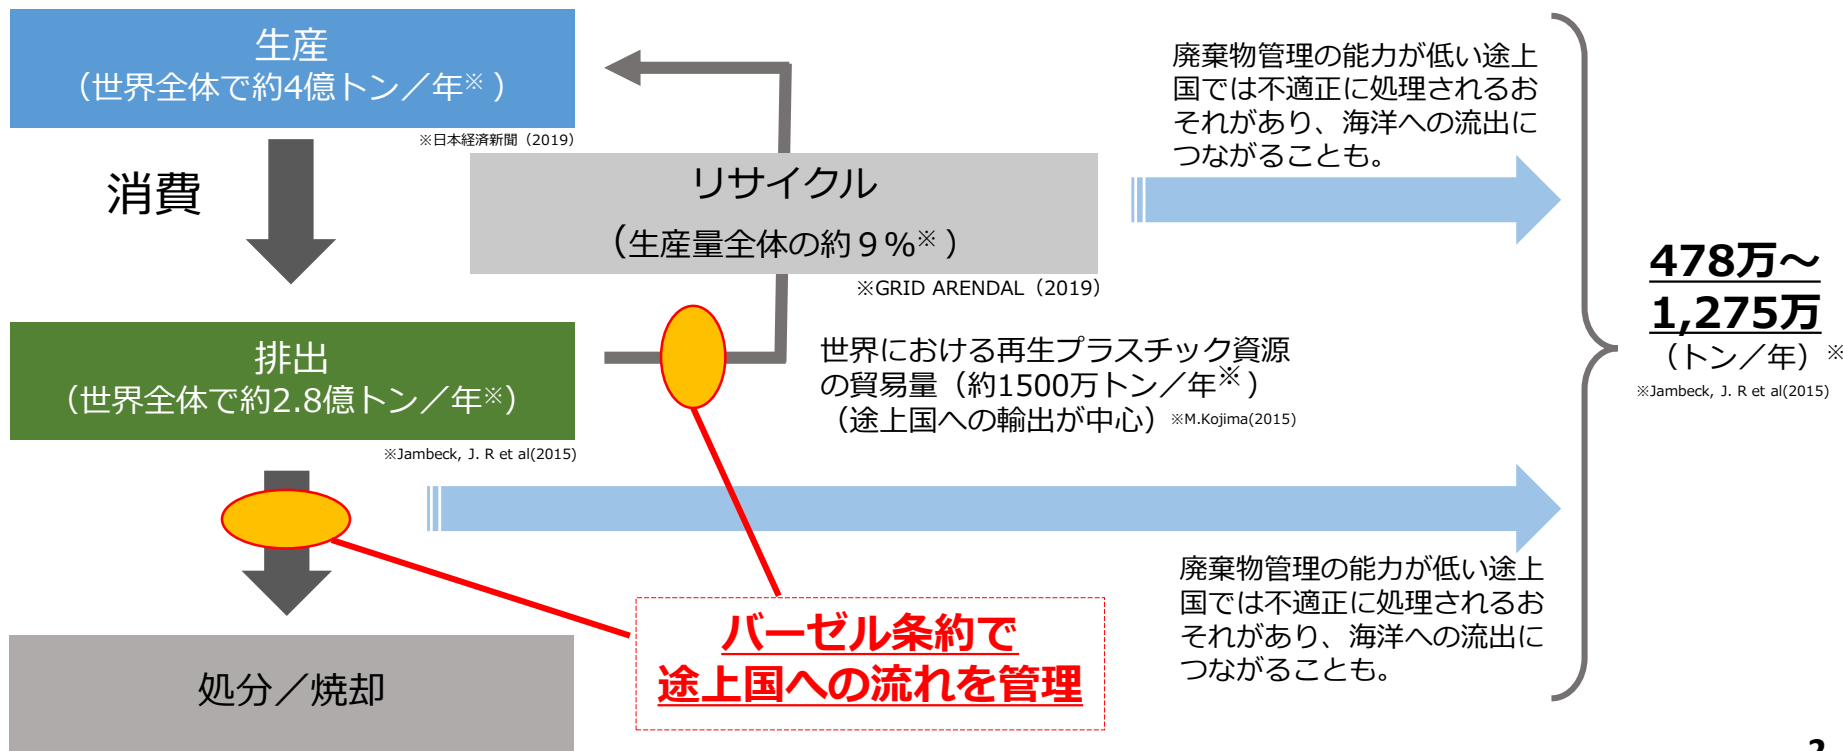 生産
（世界全体で約4億トン／年※）
※日本経済新聞（2019）
消費
リサイクル
（生産量全体の約９%※）
※GRID ARENDAL（2019）
排出
（世界全体で約2.8億トン／年※）
※Jambeck, J. R et al(2015)
世界における再生プラスチック資源
の貿易量（約1500万トン／年※）
（途上国への輸出が中心）※M.Kojima(2015)
処分／焼却
バーゼル条約で
途上国への流れを管理
廃棄物管理の能力が低い途上
国では不適正に処理されるお
それがあり、海洋への流出に
つながることも。
廃棄物管理の能力が低い途上
国では不適正に処理されるお
それがあり、海洋への流出に
つながることも。
478万～
1,275万
（トン／年）※
※Jambeck, J. R et al(2015)